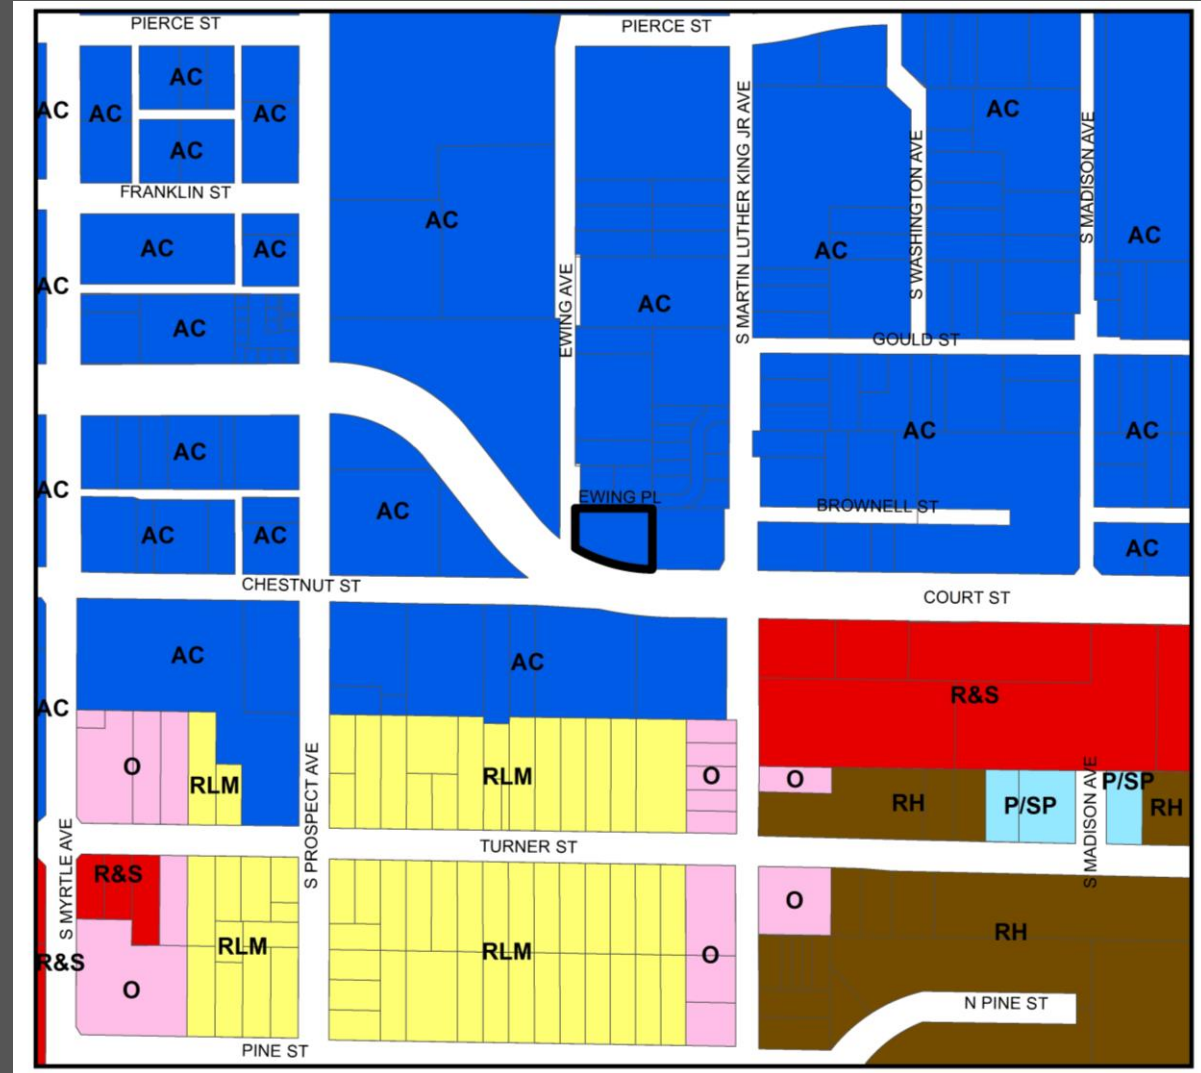 PIERCE ST
PIERCE ST
AC
AC
AC
AC
AC
AC
AC
FRANKLIN ST
AC
S MARTIN LUTHER KING JR AVE
S WASHINGTON AVE
S MADISON AVE
AC
AC
AC
AC
AC
AC
AC
EWING AVE
AC
GOULD ST
AC
AC
AC
AC
AC
AC
AC
AC
EWING PL
BROWNELL ST
AC
CHESTNUT ST
COURT ST
AC
AC
AC
R&S
O
RLM
S PROSPECT AVE
RLM
O
O
RH
P/SP
S MADISON AVE
P/SP
RH
S MYRTLE AVE
TURNER ST
R&S
O
RLM
RLM
O
RH
R&S
O
N PINE ST
PINE ST